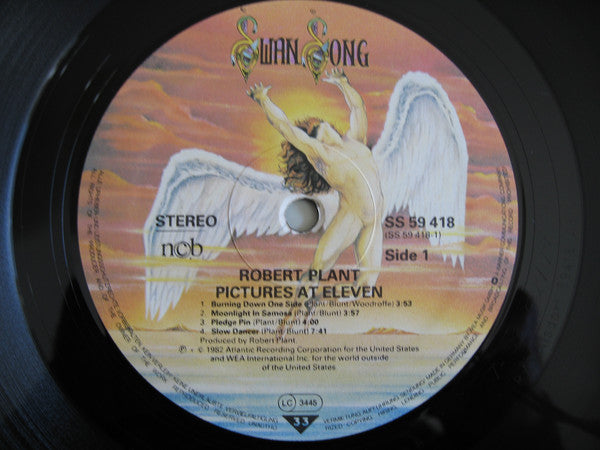 SWAN SONG
STEREO
ncb
SS 59 418
(SS 59 418-1)
Side 1
ROBERT PLANT
PICTURES AT ELEVEN
1. Burning Down One Side (Plant/Blunt/Woodroffe) 3:53
2. Moonlight In Samosa (Plant/Blunt) 3:57
3. Pledge Pin (Plant/Blunt) 4:00
4. Slow Dancer (Plant/Blunt) 7:41
Produced by Robert Plant.
℗ • © 1982 Atlantic Recording Corporation for the United States
and WEA International Inc. for the world outside
of the United States
LC 3445
33